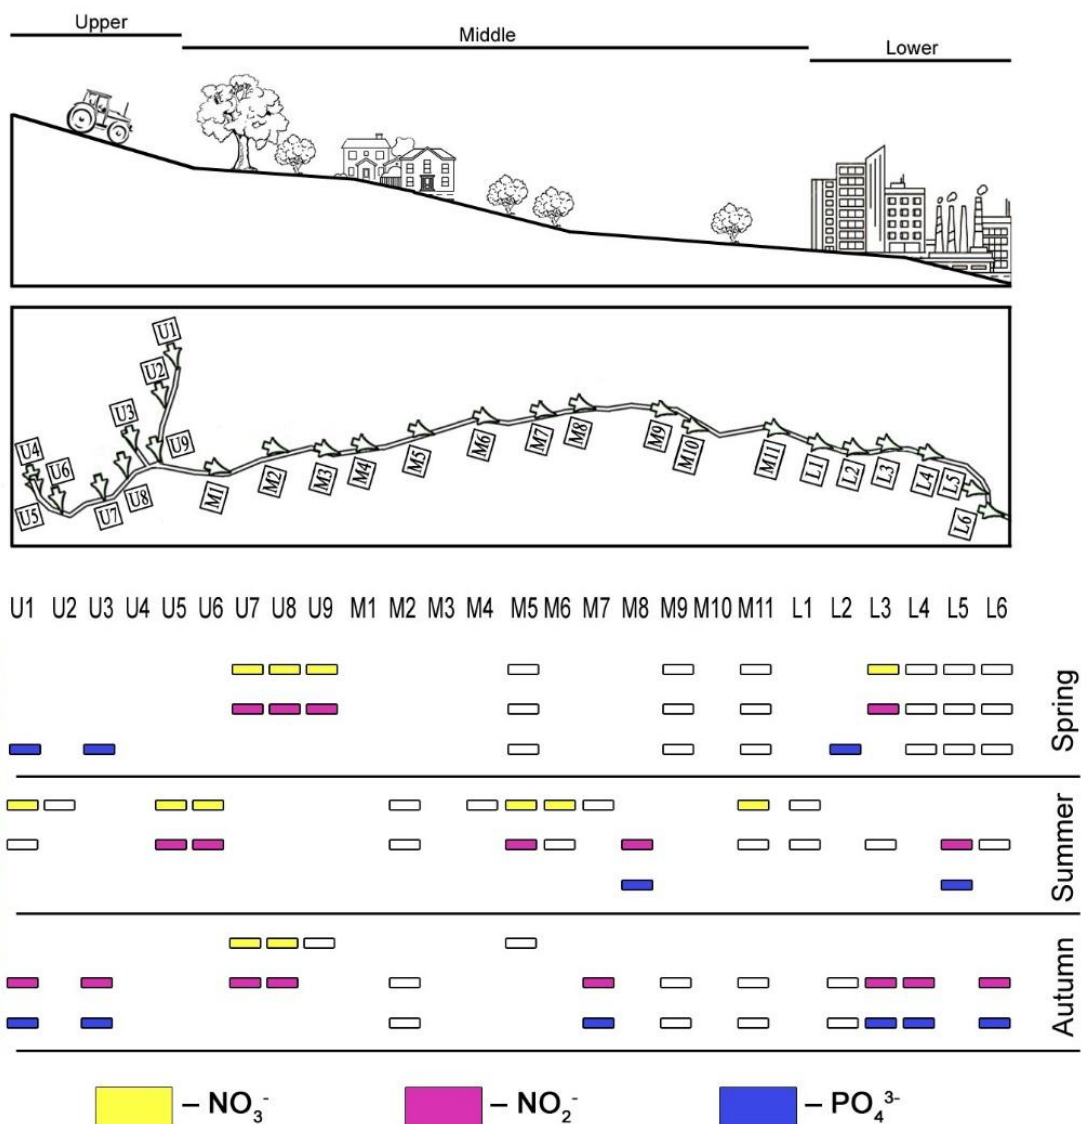 Upper
Middle
Lower
U1
U2
U3
U4
U6
U9
U5
U7
U8
M1
M2
M3
M4
M5
M6
M7
M8
M9
M10
M11
L1
L2
L3
L4
L5
L6
U1 U2 U3 U4 U5 U6 U7 U8 U9 M1 M2 M3 M4 M5 M6 M7 M8 M9 M10 M11 L1 L2 L3 L4 L5 L6
Spring
Summer
Autumn
– NO₃⁻
– NO₂⁻
– PO₄³⁻